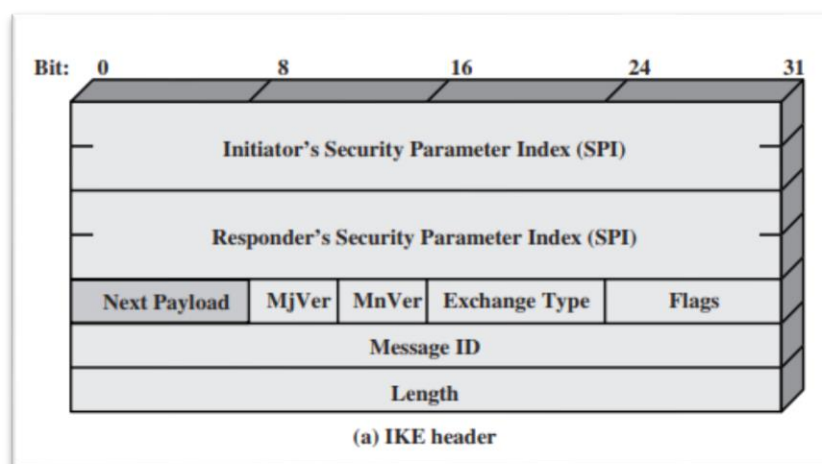 Bit: 0 8 16 24 31
Initiator's Security Parameter Index (SPI)
Responder's Security Parameter Index (SPI)
Next Payload MjVer MnVer Exchange Type Flags
Message ID
Length
(a) IKE header